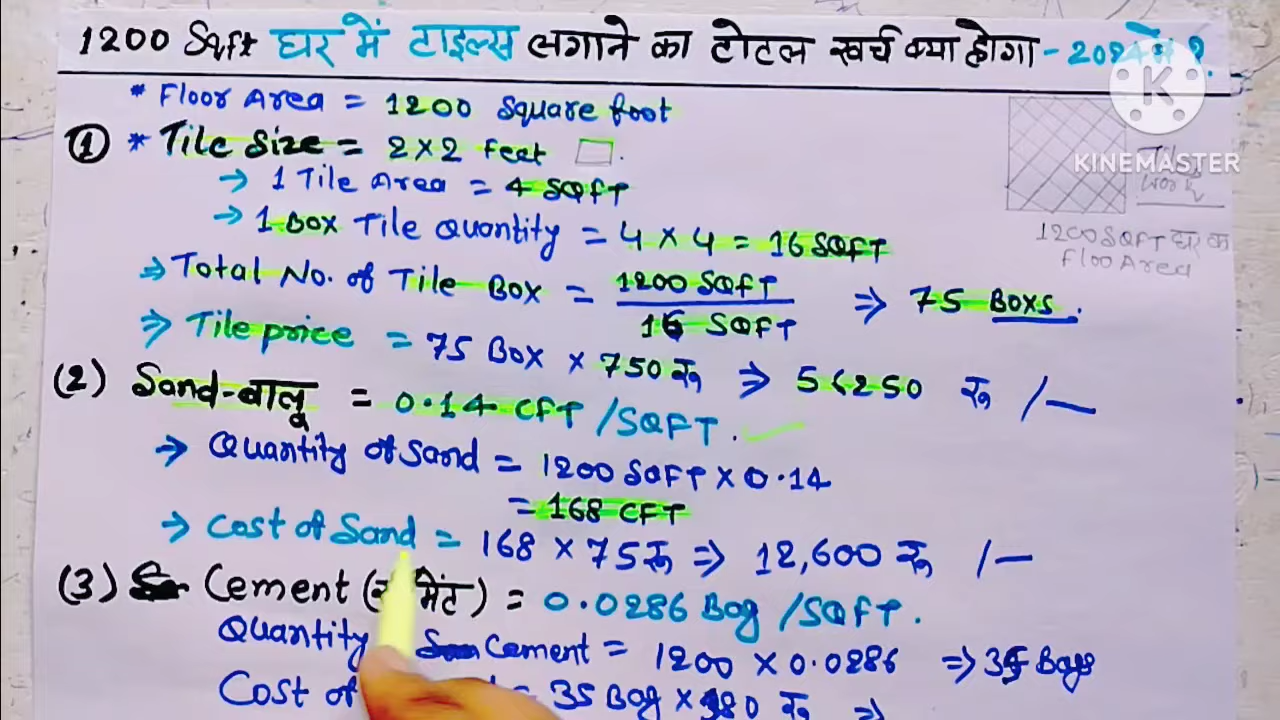 1200 Sqft घर में टाइल्स लगाने का टोटल खर्च क्या होगा - 2024 में ?
* Floor Area = 1200 Square foot
① * Tile Size = 2×2 feet
→ 1 Tile Area = 4 SQFT
→ 1 Box Tile Quantity = 4 × 4 = 16 SQFT
⇒ Total No. of Tile Box = 1200 SQFT / 16 SQFT ⇒ 75 Boxs.
⇒ Tile price = 75 Box × 750 रू ⇒ 56250 रू /—
KINEMASTER
Tile
Work
1200 SQFT घर का
Floo Area
(2) Sand-बालू = 0.14 CFT /SQFT.
→ Quantity of Sand = 1200 SQFT × 0.14
= 168 CFT
→ Cost of Sand = 168 × 75 रू ⇒ 12,600 रू /—
(3) Cement ( मेंट ) = 0.0286 Bag /SQFT.
Quantity Cement = 1200 × 0.0286 ⇒ 35 Bags
Cost of = 35 Bag × 380 रू ⇒